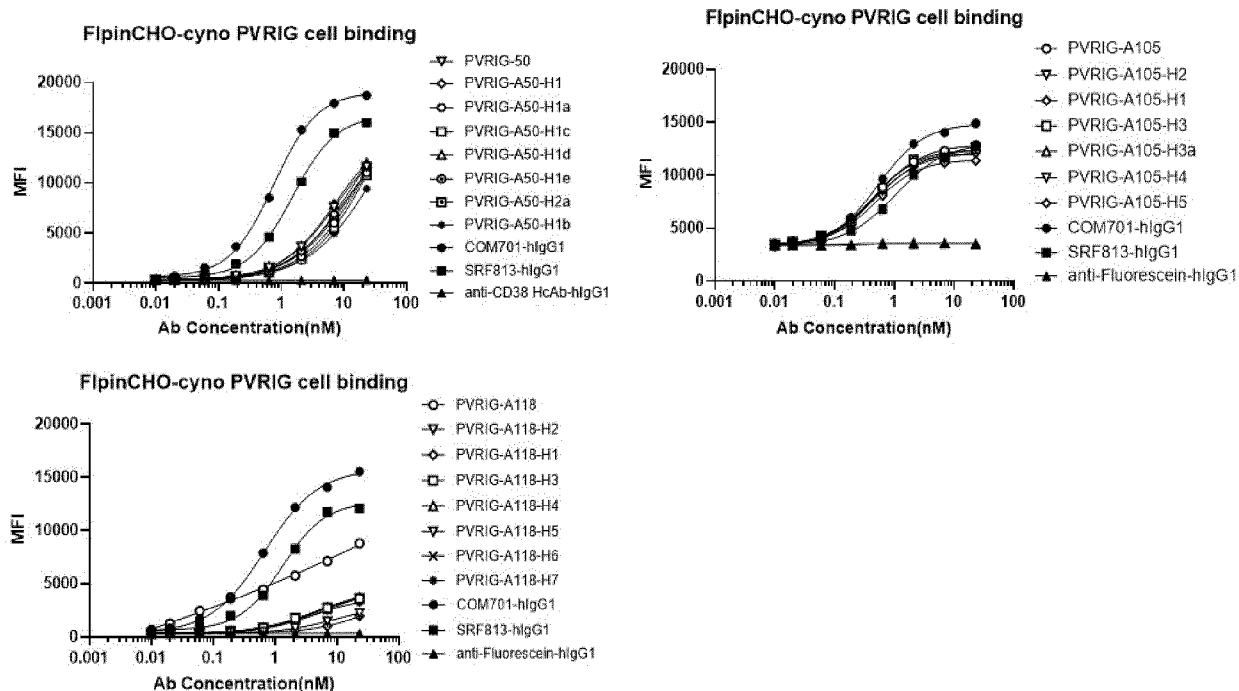 FlpinCHO-cyno PVRIG cell binding
20000
15000
10000
5000
0
MFI
0.001 0.01 0.1 1 10 100
Ab Concentration(nM)
PVRIG-50
PVRIG-A50-H1
PVRIG-A50-H1a
PVRIG-A50-H1c
PVRIG-A50-H1d
PVRIG-A50-H1e
PVRIG-A50-H2a
PVRIG-A50-H1b
COM701-hIgG1
SRF813-hIgG1
anti-CD38 HcAb-hIgG1
FlpinCHO-cyno PVRIG cell binding
20000
15000
10000
5000
0
MFI
0.001 0.01 0.1 1 10 100
Ab Concentration(nM)
PVRIG-A105
PVRIG-A105-H2
PVRIG-A105-H1
PVRIG-A105-H3
PVRIG-A105-H3a
PVRIG-A105-H4
PVRIG-A105-H5
COM701-hIgG1
SRF813-hIgG1
anti-Fluorescein-hIgG1
FlpinCHO-cyno PVRIG cell binding
20000
15000
10000
5000
0
MFI
0.001 0.01 0.1 1 10 100
Ab Concentration(nM)
PVRIG-A118
PVRIG-A118-H2
PVRIG-A118-H1
PVRIG-A118-H3
PVRIG-A118-H4
PVRIG-A118-H5
PVRIG-A118-H6
PVRIG-A118-H7
COM701-hIgG1
SRF813-hIgG1
anti-Fluorescein-hIgG1